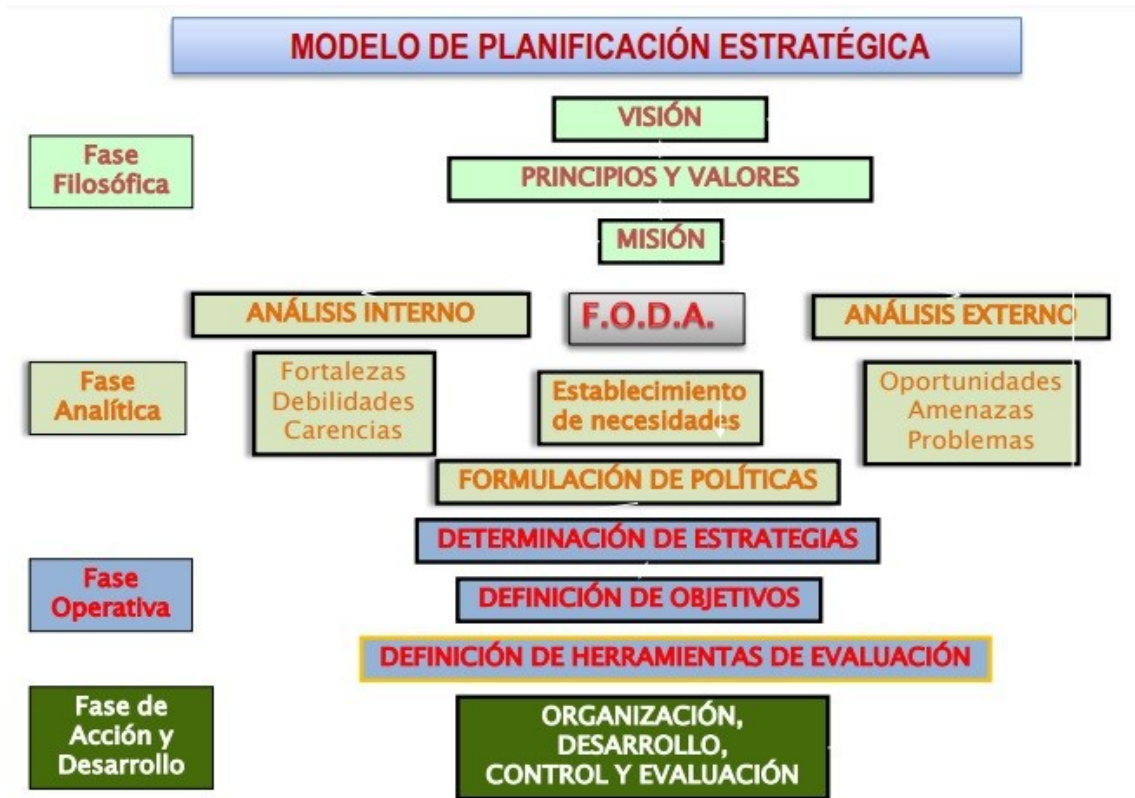 MODELO DE PLANIFICACIÓN ESTRATÉGICA
VISIÓN
Fase
Filosófica
PRINCIPIOS Y VALORES
MISIÓN
ANÁLISIS INTERNO
F.O.D.A.
ANÁLISIS EXTERNO
Fase
Analítica
Fortalezas
Debilidades
Carencias
Establecimiento
de necesidades
Oportunidades
Amenazas
Problemas
FORMULACIÓN DE POLÍTICAS
DETERMINACIÓN DE ESTRATEGIAS
Fase
Operativa
DEFINICIÓN DE OBJETIVOS
DEFINICIÓN DE HERRAMIENTAS DE EVALUACIÓN
Fase de
Acción y
Desarrollo
ORGANIZACIÓN,
DESARROLLO,
CONTROL Y EVALUACIÓN